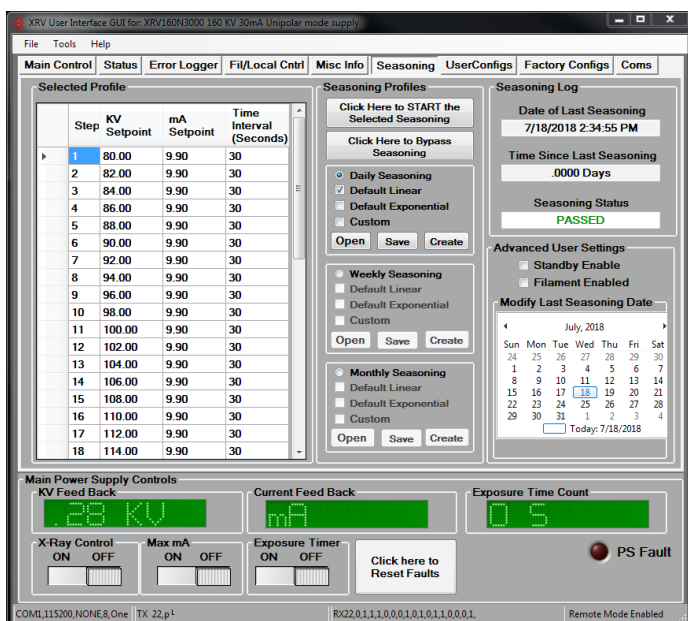 XRV User Interface GUI for: XRV160N3000 160 KV 30mA Unipolar mode supply
File Tools Help
Main Control Status Error Logger Fil/Local Cntrl Misc Info Seasoning UserConfigs Factory Configs Coms
Selected Profile
Step KV Setpoint mA Setpoint Time Interval (Seconds)
1 80.00 9.90 30
2 82.00 9.90 30
3 84.00 9.90 30
4 86.00 9.90 30
5 88.00 9.90 30
6 90.00 9.90 30
7 92.00 9.90 30
8 94.00 9.90 30
9 96.00 9.90 30
10 98.00 9.90 30
11 100.00 9.90 30
12 102.00 9.90 30
13 104.00 9.90 30
14 106.00 9.90 30
15 108.00 9.90 30
16 110.00 9.90 30
17 112.00 9.90 30
18 114.00 9.90 30
Seasoning Profiles
Click Here to START the
Selected Seasoning
Click Here to Bypass
Seasoning
Daily Seasoning
Default Linear
Default Exponential
Custom
Open Save Create
Weekly Seasoning
Default Linear
Default Exponential
Custom
Open Save Create
Monthly Seasoning
Default Linear
Default Exponential
Custom
Open Save Create
Seasoning Log
Date of Last Seasoning
7/18/2018 2:34:55 PM
Time Since Last Seasoning
.0000 Days
Seasoning Status
PASSED
Advanced User Settings
Standby Enable
Filament Enabled
Modify Last Seasoning Date
July, 2018
Sun Mon Tue Wed Thu Fri Sat
24 25 26 27 28 29 30
1 2 3 4 5 6 7
8 9 10 11 12 13 14
15 16 17 18 19 20 21
22 23 24 25 26 27 28
29 30 31 1 2 3 4
Today: 7/18/2018
Main Power Supply Controls
KV Feed Back
.28 KV
Current Feed Back
mA
Exposure Time Count
0 S
X-Ray Control
ON OFF
Max mA
ON OFF
Exposure Timer
ON OFF
Click here to
Reset Faults
PS Fault
COM1,115200,NONE,8,One TX 22,p¹ RX22,0,1,1,1,0,0,0,1,0,1,0,1,1,0,0,0,1, Remote Mode Enabled